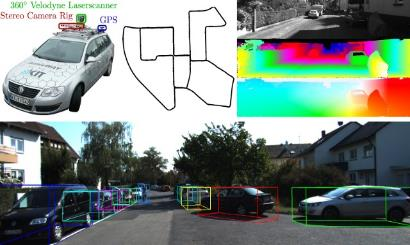 360° Velodyne Laserscanner
Stereo Camera Rig
GPS